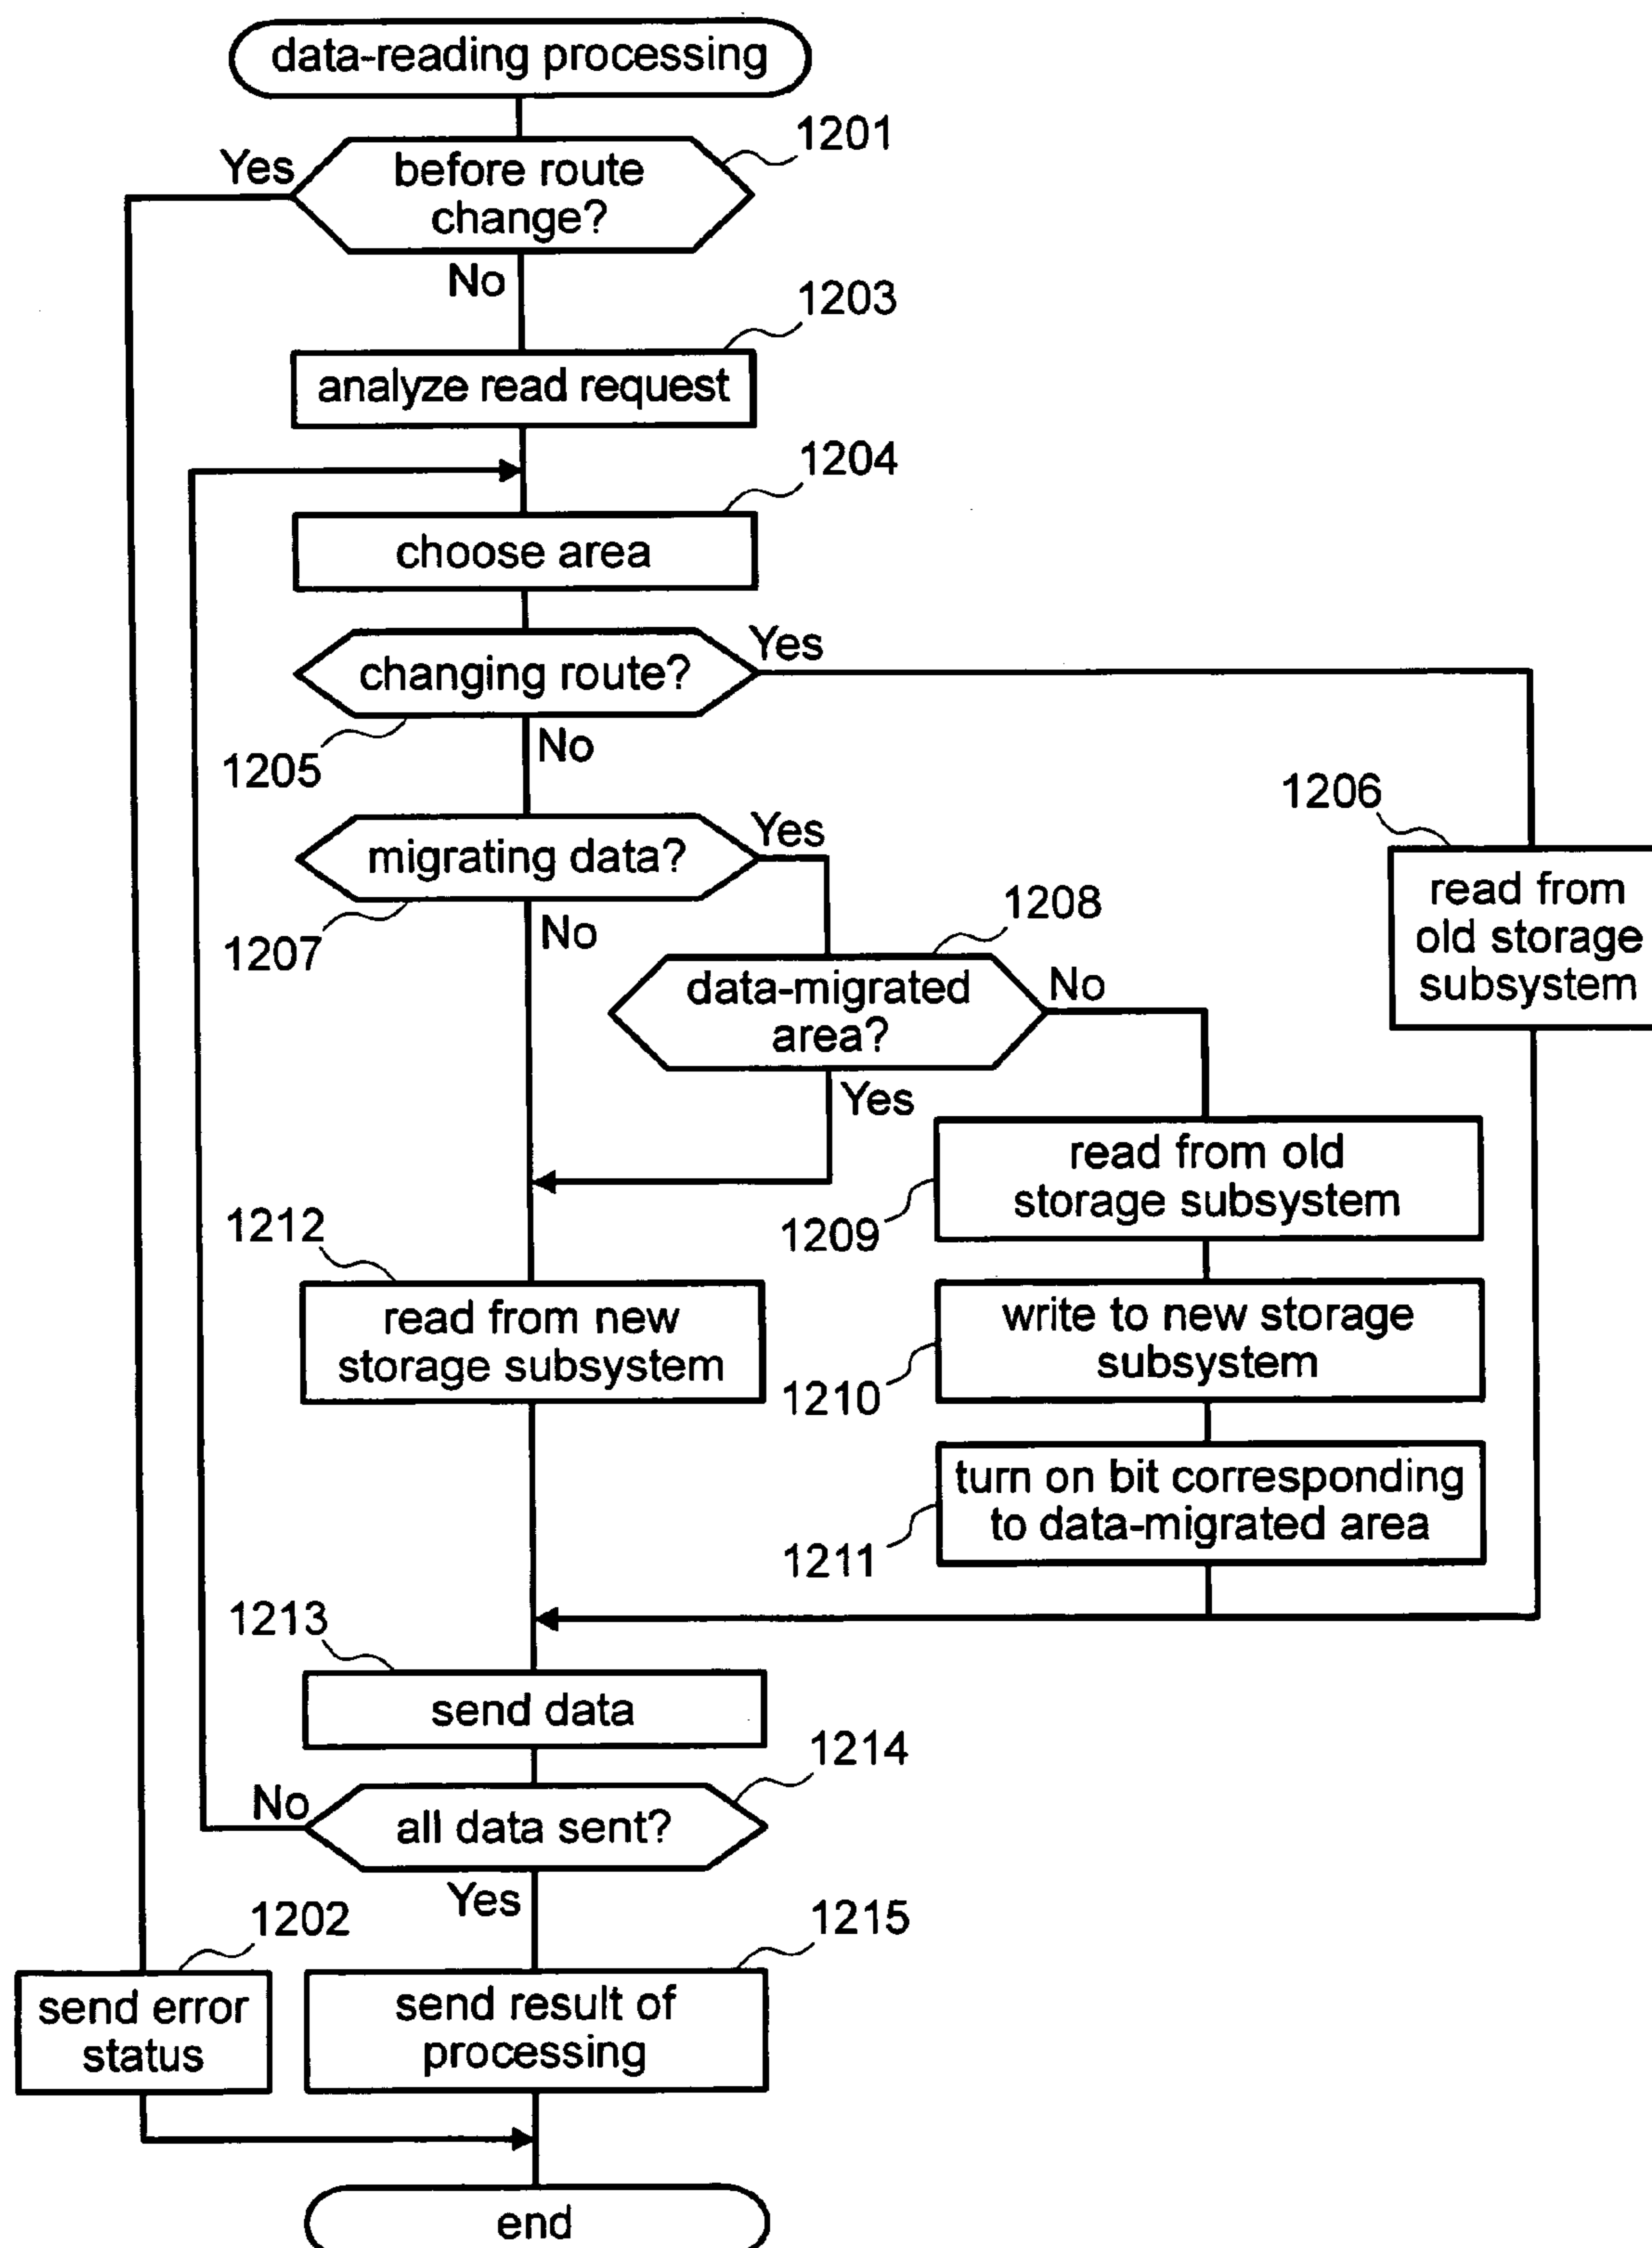 data-reading processing
1201
Yes
before route
change?
No
1203
analyze read request
1204
choose area
changing route?
Yes
1205
No
1206
migrating data?
Yes
1207
No
1208
read from
old storage
subsystem
data-migrated
area?
No
Yes
read from old
storage subsystem
1209
1212
read from new
storage subsystem
write to new storage
subsystem
1210
turn on bit corresponding
to data-migrated area
1211
1213
send data
1214
No
all data sent?
Yes
1202
1215
send error
status
send result of
processing
end